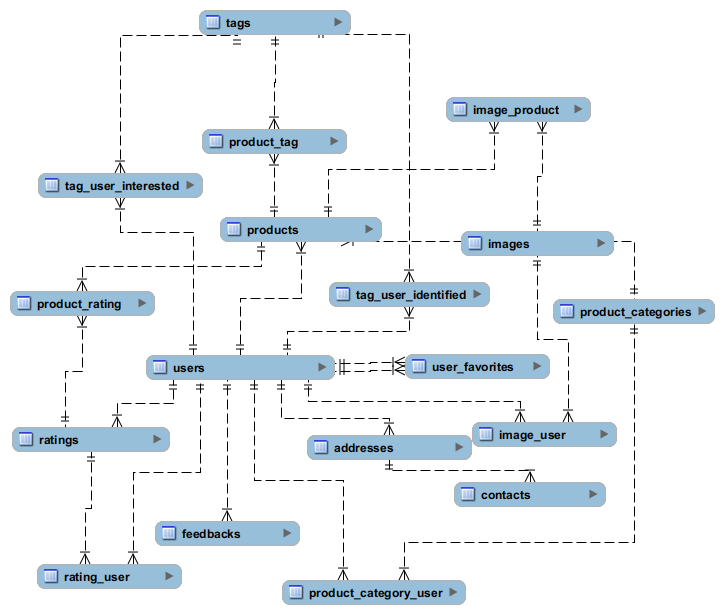 tags
image_product
product_tag
tag_user_interested
products
images
product_rating
tag_user_identified
product_categories
users
user_favorites
ratings
image_user
addresses
contacts
feedbacks
rating_user
product_category_user